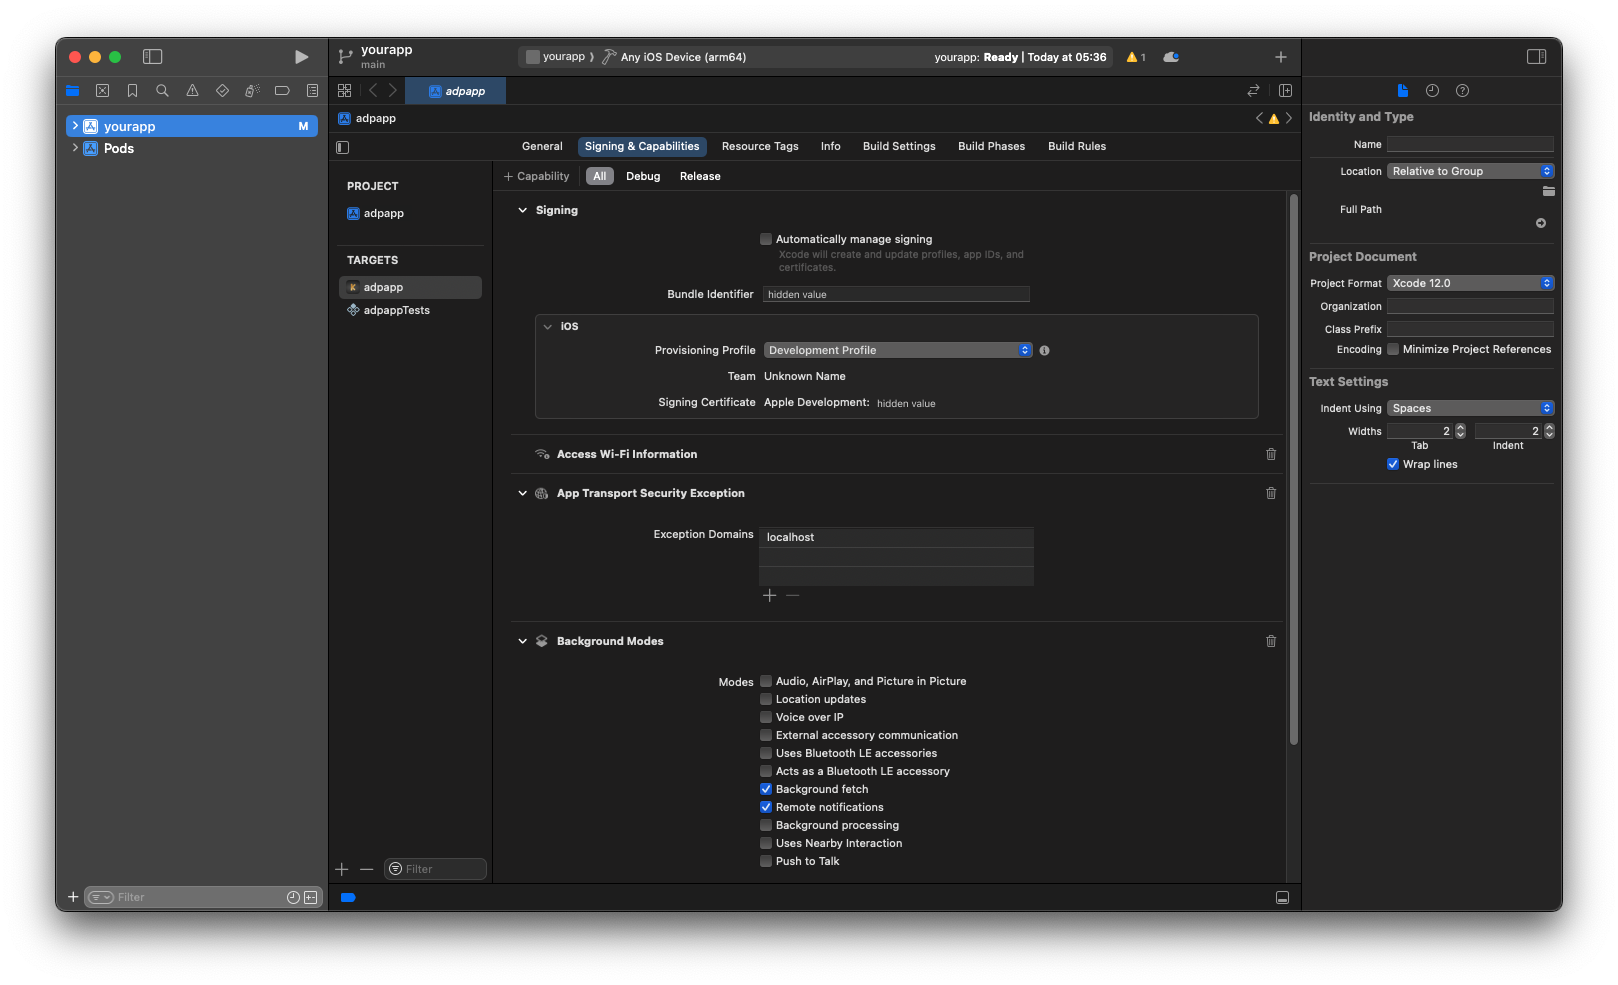 yourapp
main
yourapp
Any iOS Device (arm64)
yourapp: Ready | Today at 05:36
1
yourapp
M
Pods
Filter
adpapp
adpapp
General
Signing & Capabilities
Resource Tags
Info
Build Settings
Build Phases
Build Rules
PROJECT
adpapp
TARGETS
K adpapp
adpappTests
Filter
+ Capability
All
Debug
Release
Signing
Automatically manage signing
Xcode will create and update profiles, app IDs, and
certificates.
Bundle Identifier hidden value
iOS
Provisioning Profile Development Profile
Team Unknown Name
Signing Certificate Apple Development: hidden value
Access Wi-Fi Information
App Transport Security Exception
Exception Domains localhost
Background Modes
Modes Audio, AirPlay, and Picture in Picture
Location updates
Voice over IP
External accessory communication
Uses Bluetooth LE accessories
Acts as a Bluetooth LE accessory
Background fetch
Remote notifications
Background processing
Uses Nearby Interaction
Push to Talk
Identity and Type
Name
Location Relative to Group
Full Path
Project Document
Project Format Xcode 12.0
Organization
Class Prefix
Encoding Minimize Project References
Text Settings
Indent Using Spaces
Widths 2 2
Tab Indent
Wrap lines